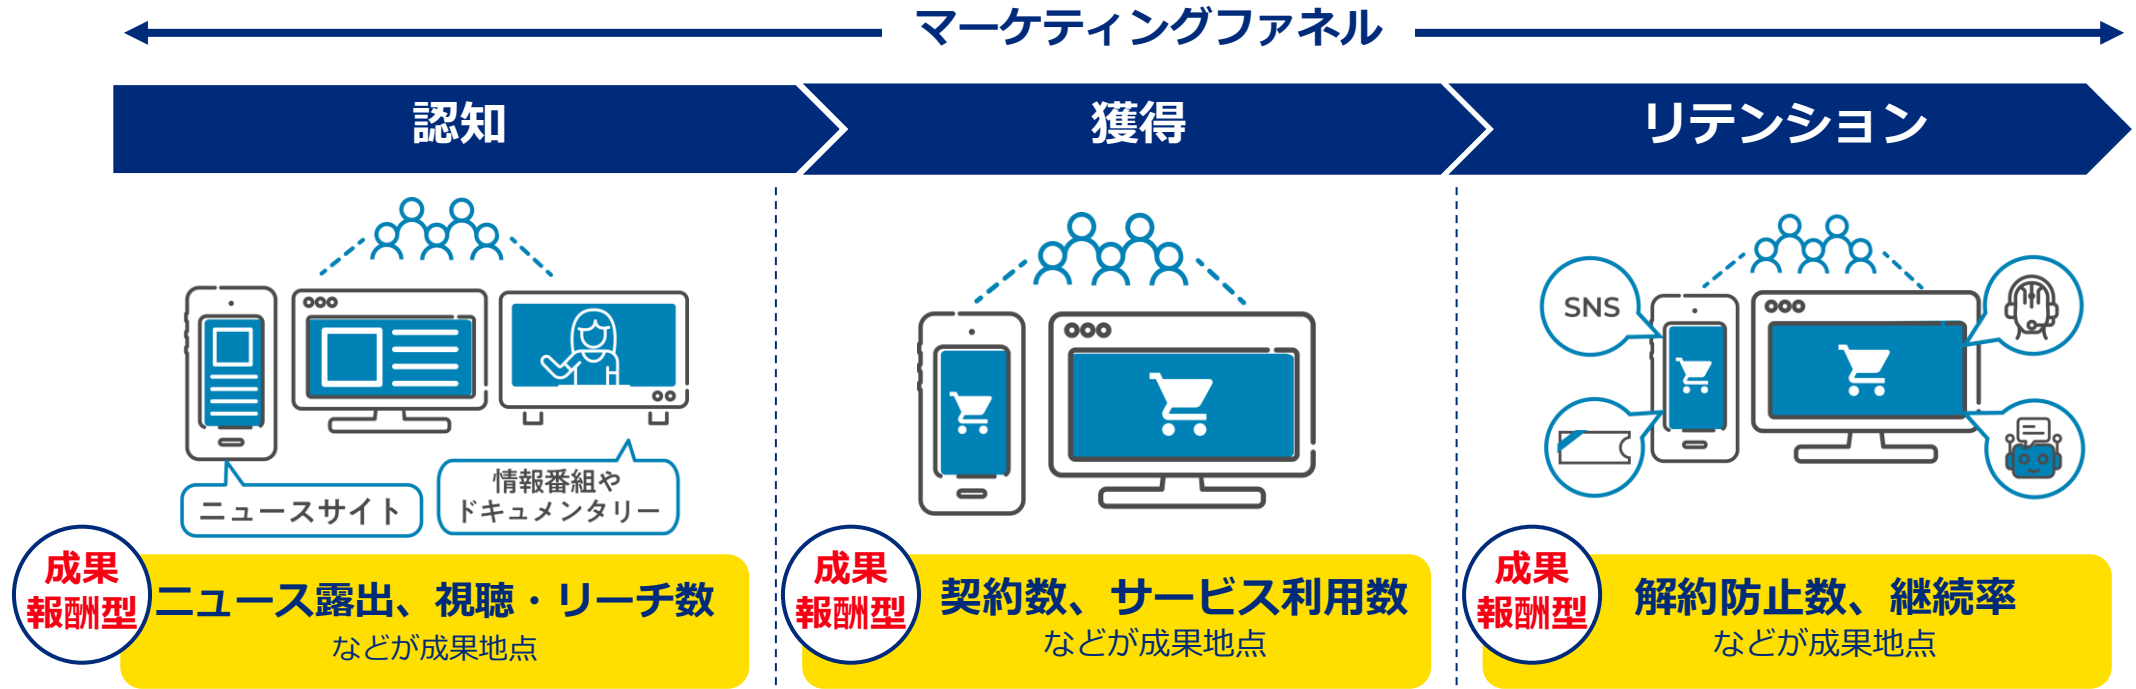 マーケティングファネル
認知
獲得
リテンション
ニュースサイト
情報番組や
ドキュメンタリー
SNS
成果
報酬型
ニュース露出、視聴・リーチ数
などが成果地点
成果
報酬型
契約数、サービス利用数
などが成果地点
成果
報酬型
解約防止数、継続率
などが成果地点